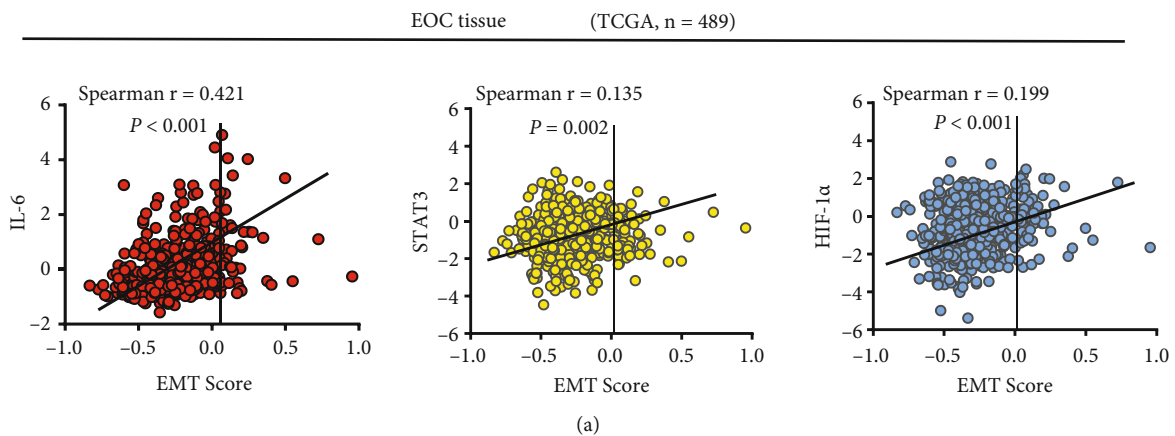 EOC tissue (TCGA, n = 489)
Spearman r = 0.421
P < 0.001
IL-6
6
4
2
0
−2
−1.0 −0.5 0.0 0.5 1.0
EMT Score
Spearman r = 0.135
P = 0.002
STAT3
6
4
2
0
−2
−4
−6
−1.0 −0.5 0.0 0.5 1.0
EMT Score
Spearman r = 0.199
P < 0.001
HIF-1α
6
4
2
0
−2
−4
−6
−1.0 −0.5 0.0 0.5 1.0
EMT Score
(a)